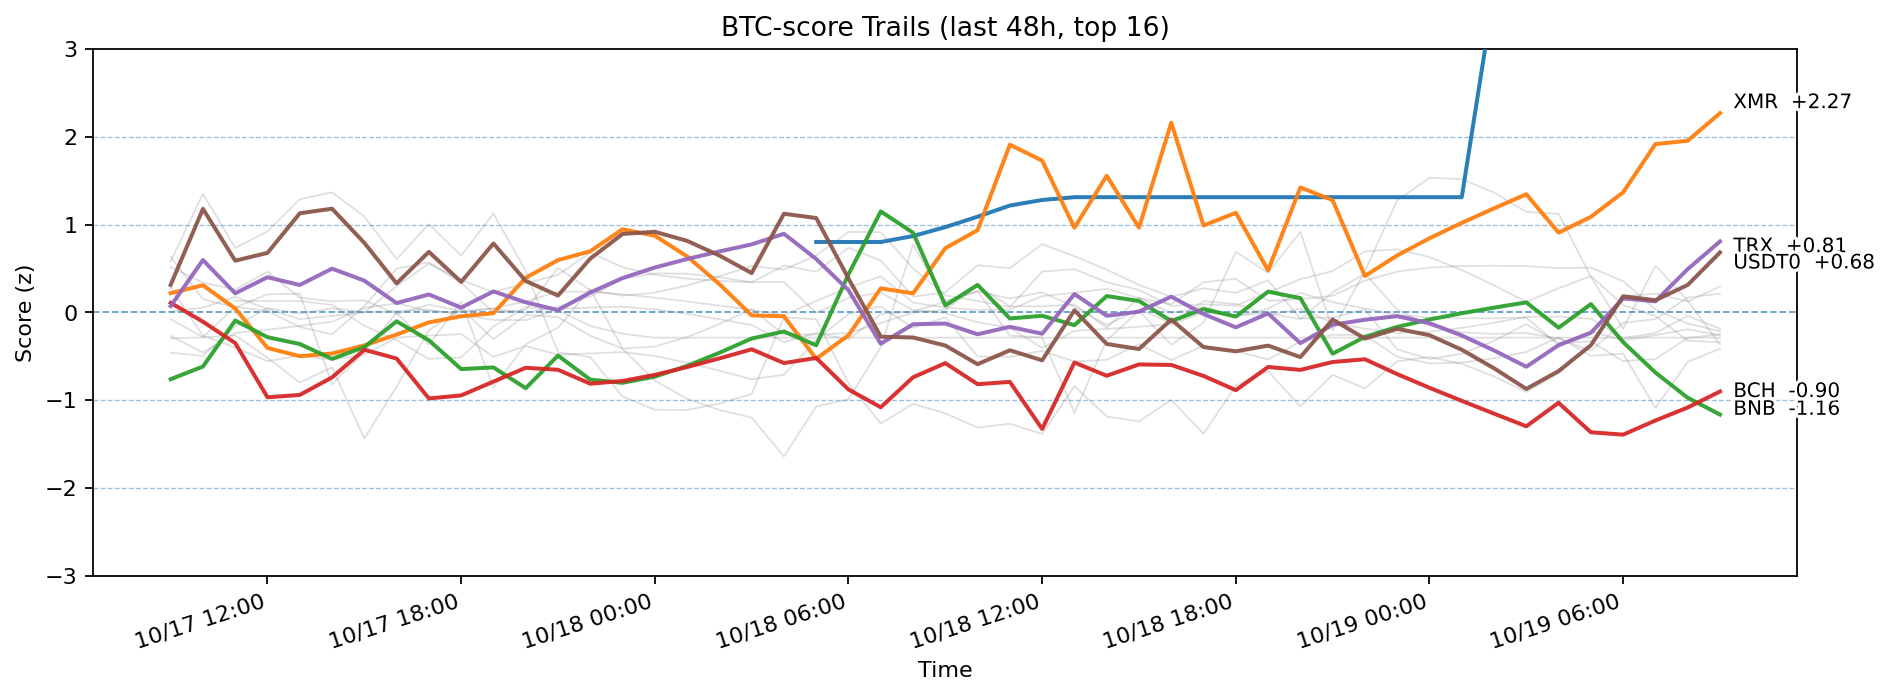 BTC-score Trails (last 48h, top 16)
Score (z)
3
2
1
0
−1
−2
−3
XMR +2.27
TRX +0.81
USDT0 +0.68
BCH -0.90
BNB -1.16
10/17 12:00
10/17 18:00
10/18 00:00
10/18 06:00
10/18 12:00
10/18 18:00
10/19 00:00
10/19 06:00
Time